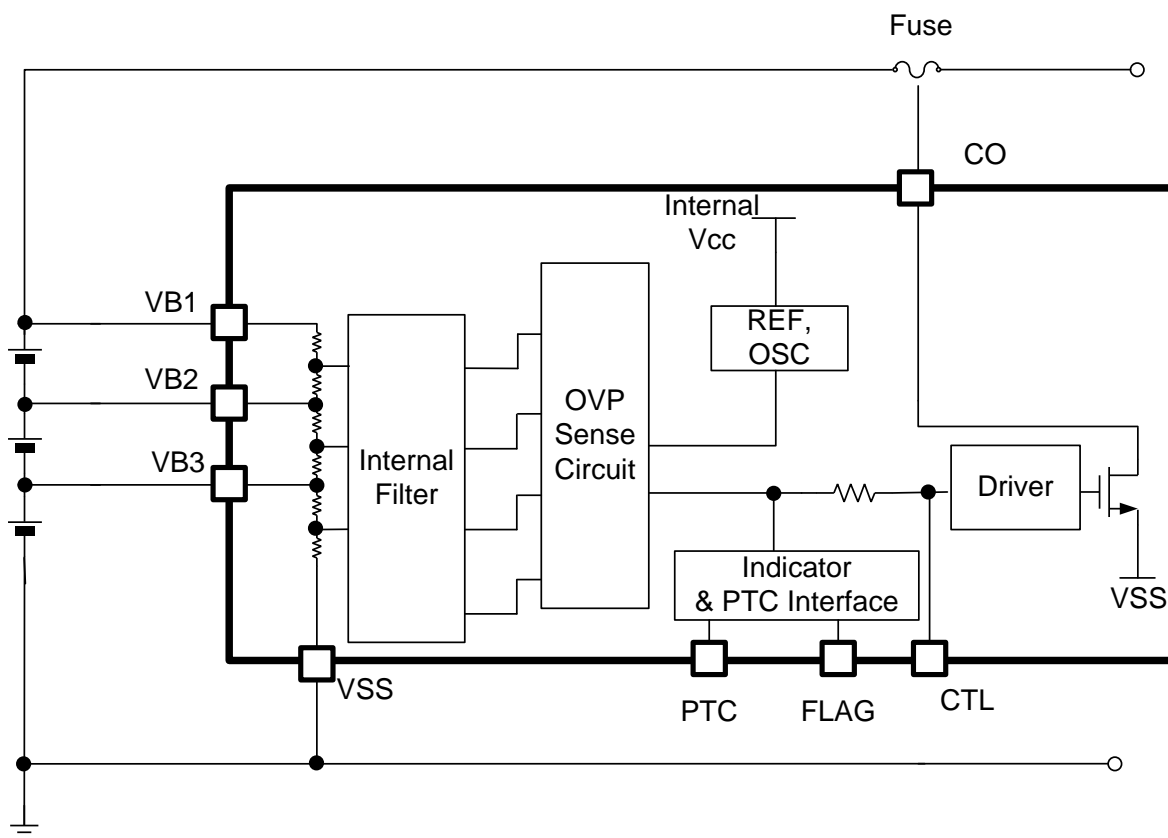 Fuse
CO
Internal
Vcc
VB1
REF,
OSC
VB2
OVP
Sense
Circuit
VB3
Internal
Filter
Driver
Indicator
& PTC Interface
VSS
VSS
PTC
FLAG
CTL